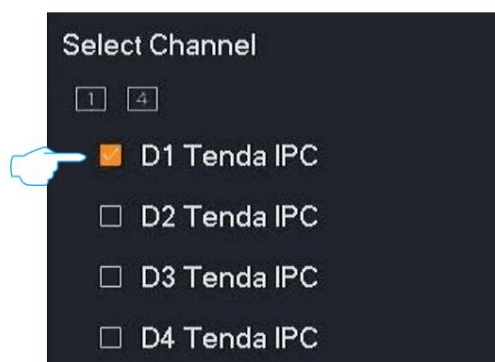 Select Channel
1 4
D1 Tenda IPC
D2 Tenda IPC
D3 Tenda IPC
D4 Tenda IPC